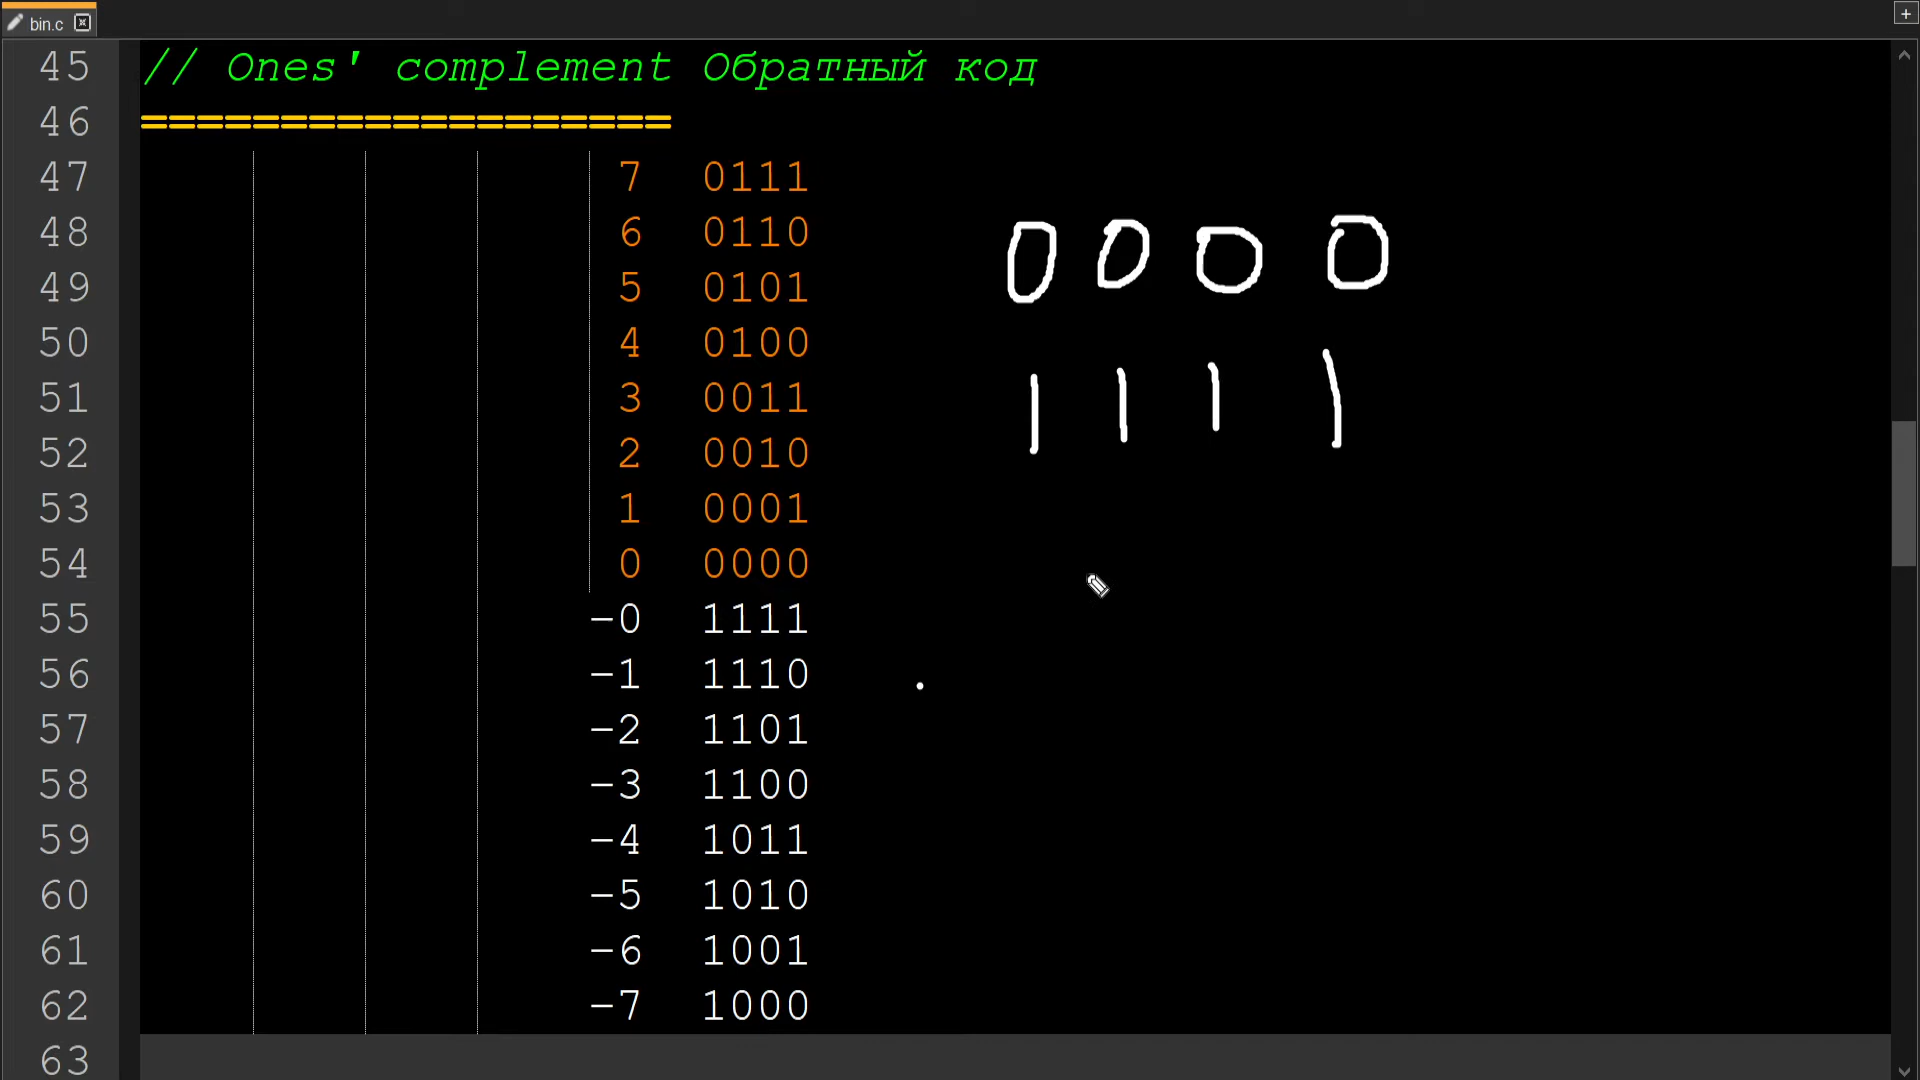 bin.c
45 // Ones' complement Обратный код
46 ===================
47 7 0111
48 6 0110
49 5 0101
50 4 0100
51 3 0011
52 2 0010
53 1 0001
54 0 0000
55 -0 1111
56 -1 1110
57 -2 1101
58 -3 1100
59 -4 1011
60 -5 1010
61 -6 1001
62 -7 1000
63
0 0 0 0
1 1 1 1